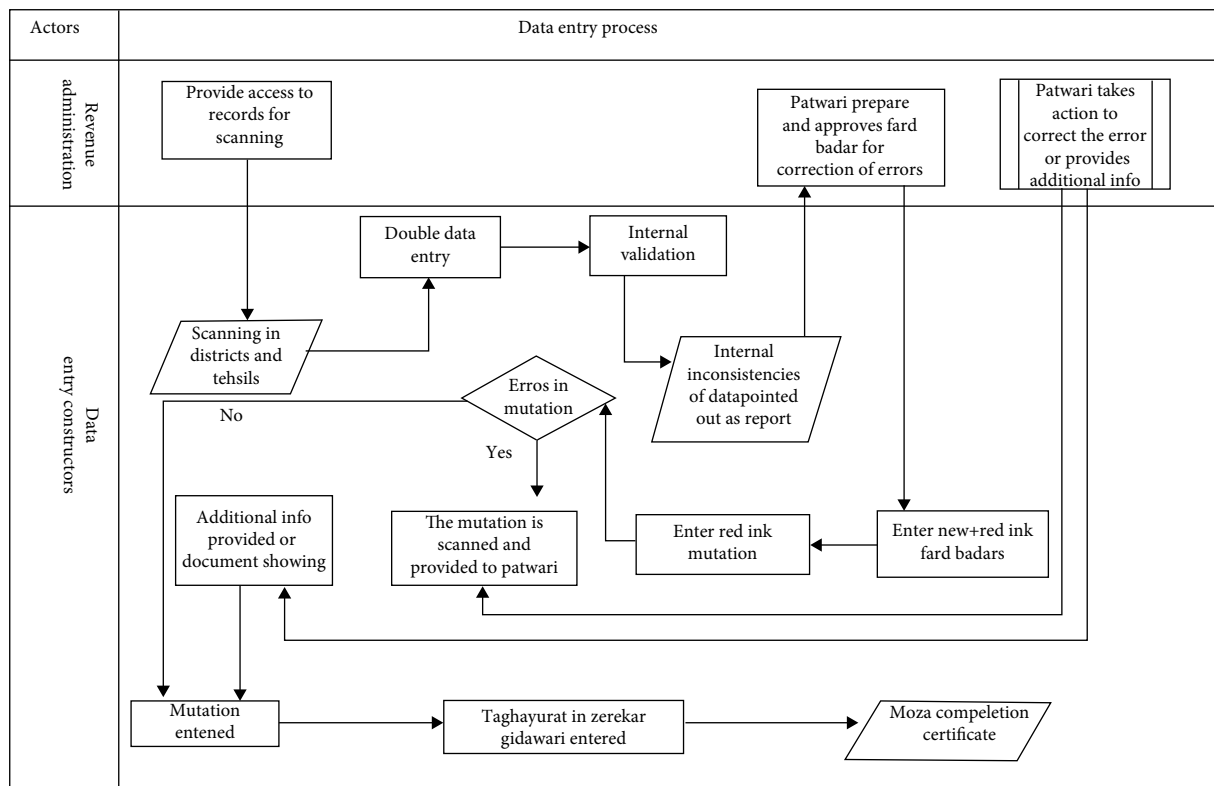 Actors
Data entry process
Revenue
administration
Provide access to
records for
scanning
Patwari prepare
and approves fard
badar for
correction of errors
Patwari takes
action to
correct the error
or provides
additional info
Data
entry constructors
Double data
entry
Internal
validation
Scanning in
districts and
tehsils
Internal
inconsistencies
of datapointed
out as report
Erros in
mutation
No
Yes
Additional info
provided or
document showing
The mutation is
scanned and
provided to patwari
Enter red ink
mutation
Enter new+red ink
fard badars
Mutation
entened
Taghayurat in zerekar
gidawari entered
Moza compeletion
certificate